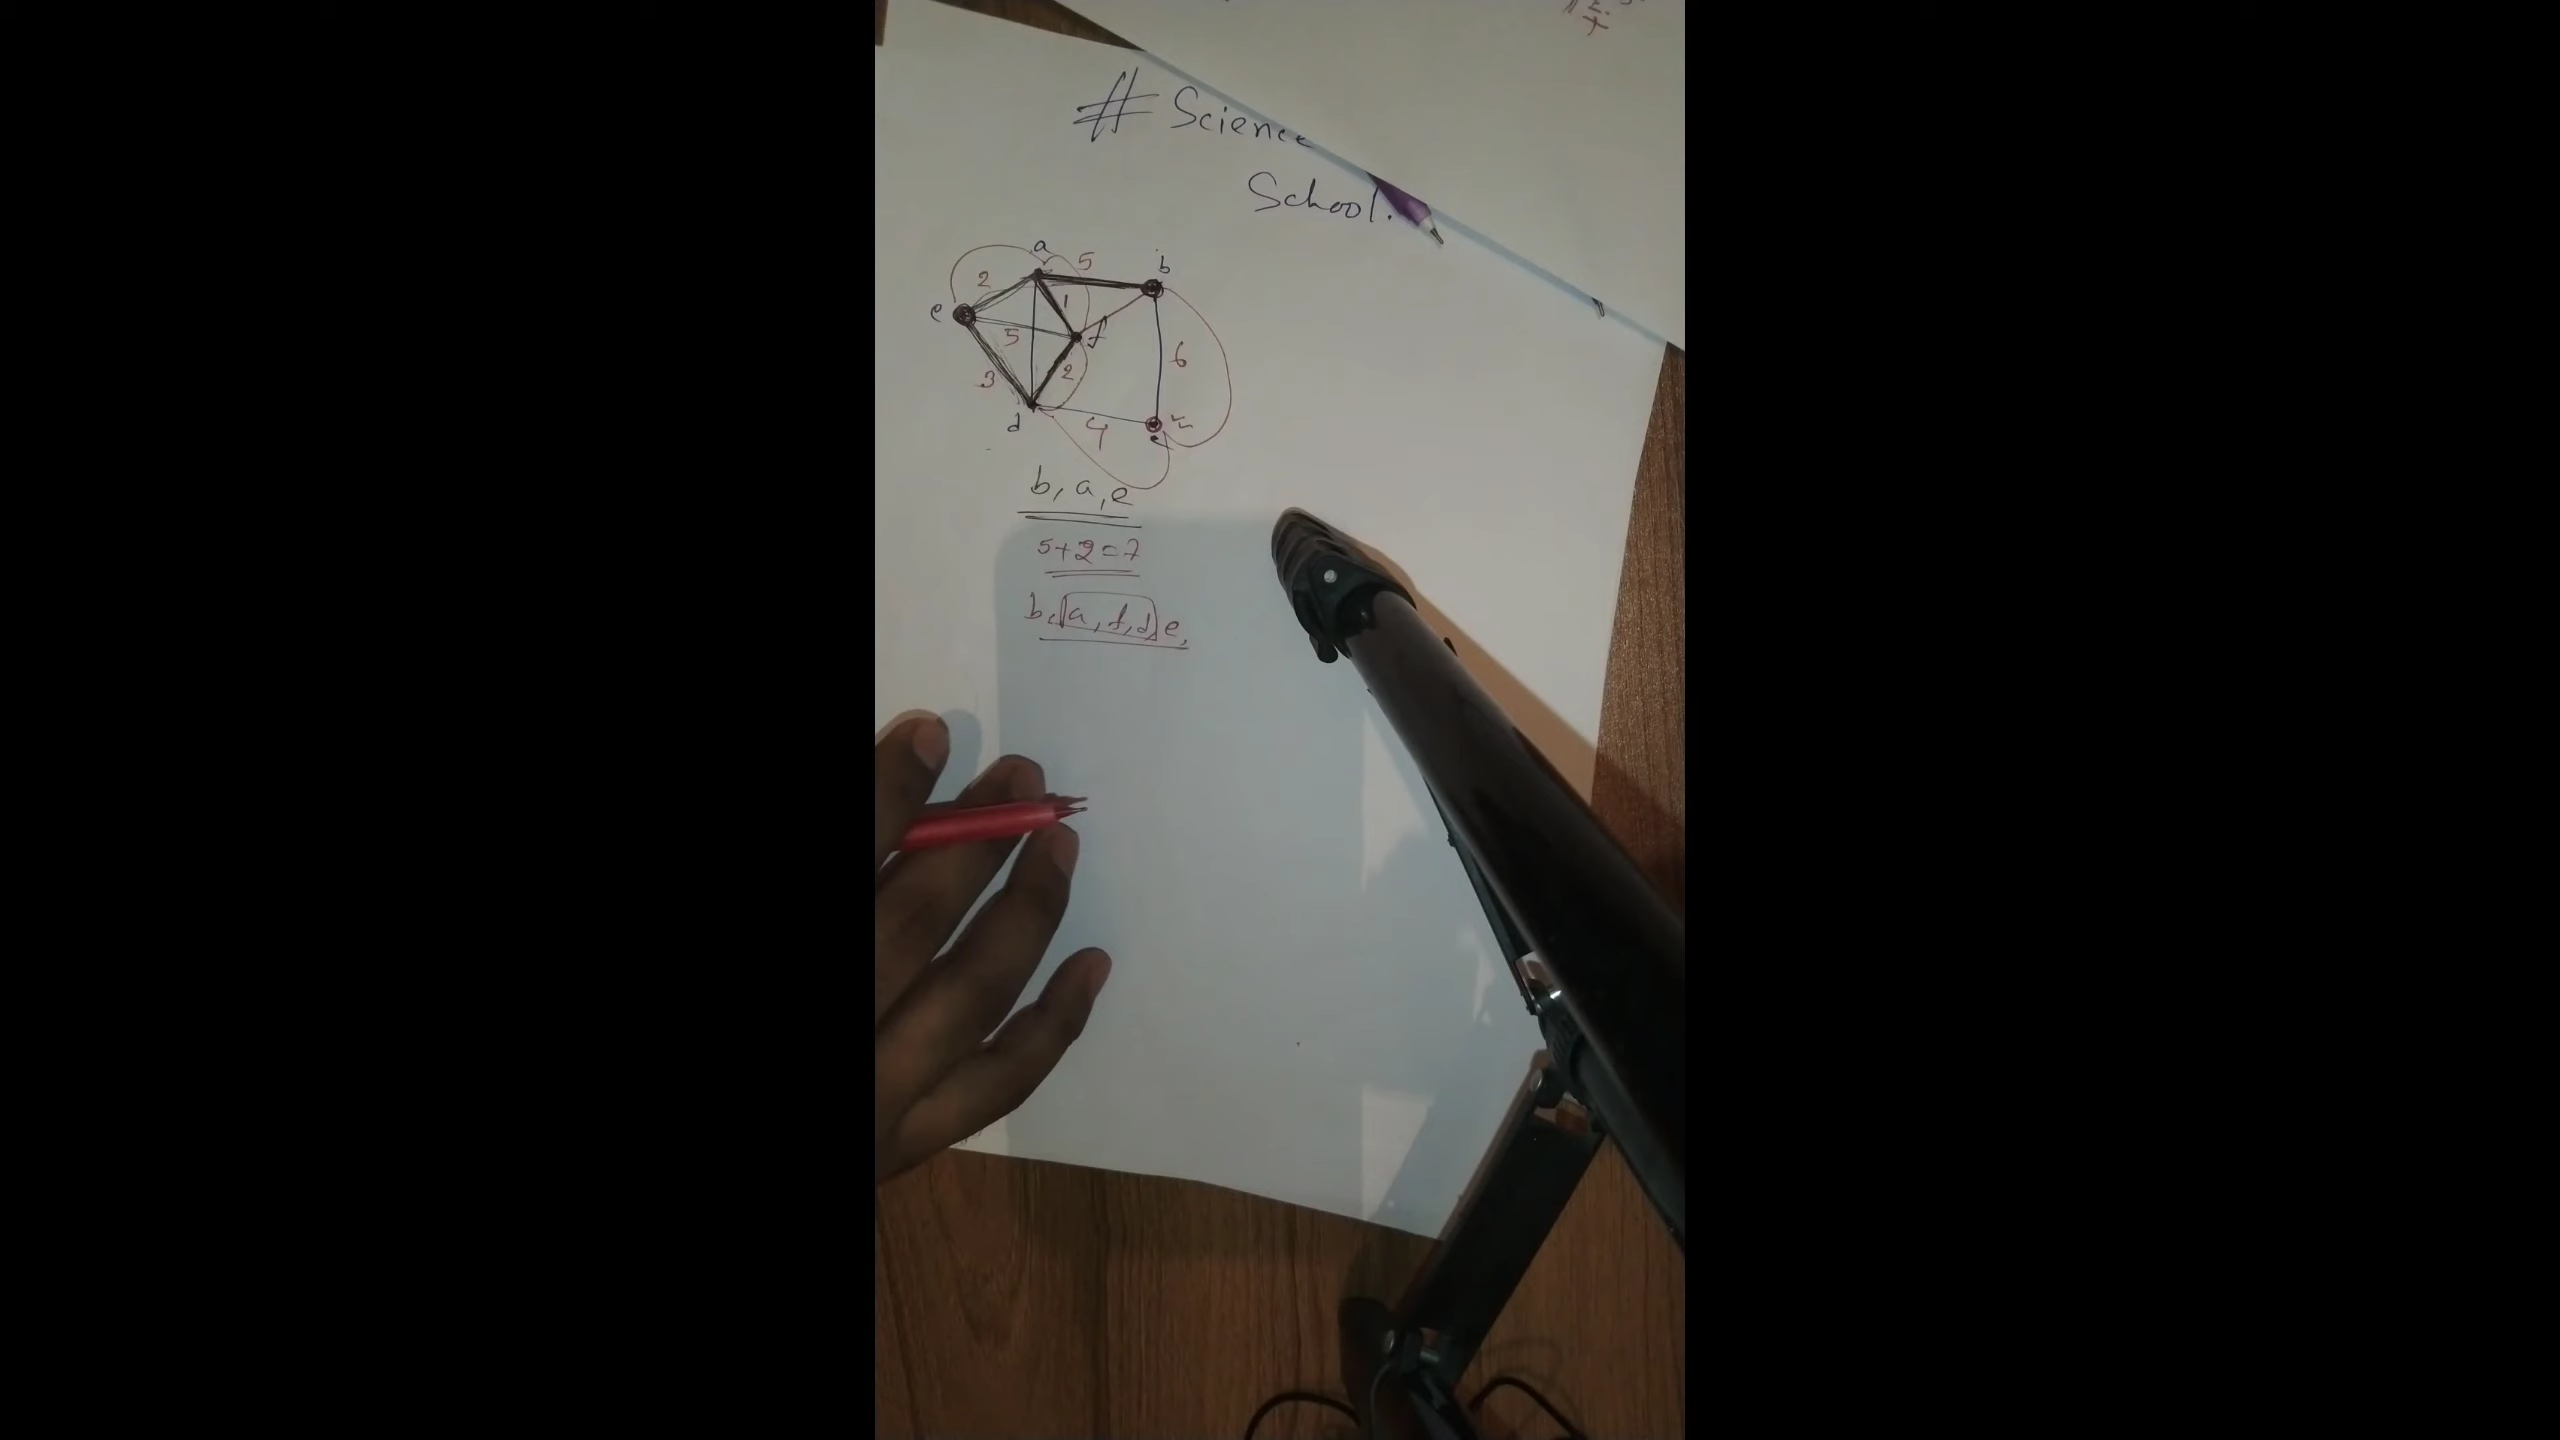 # Science
School.
a
5
b
2
e
1
5
f
6
3
2
d
4
c
b, a, e
5+2=7
b, a, f, d, e,